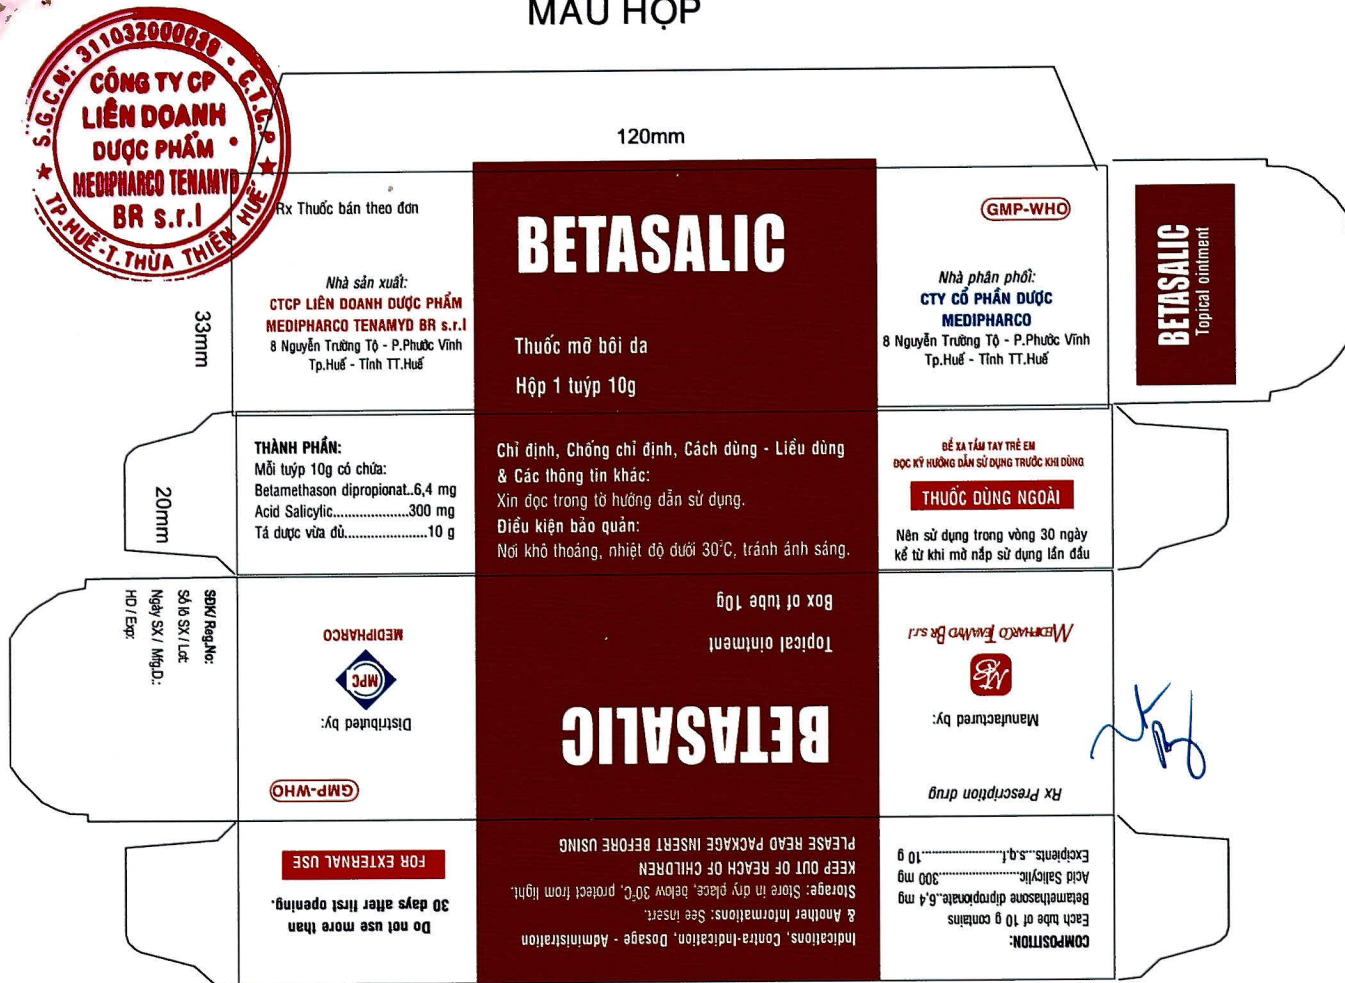 MẪU HỘP
S.G.C.N: 311032000029 - C.T.C.P
CÔNG TY CP
LIÊN DOANH
DƯỢC PHẨM
MEDIPHARCO TENAMYD
BR s.r.l
TP.HUẾ-T.THỪA THIÊN HUẾ
120mm
33mm
20mm
Rx Thuốc bán theo đơn
Nhà sản xuất:
CTCP LIÊN DOANH DƯỢC PHẨM
MEDIPHARCO TENAMYD BR s.r.l
8 Nguyễn Trường Tộ - P.Phước Vĩnh
Tp.Huế - Tỉnh TT.Huế
BETASALIC
Thuốc mỡ bôi da
Hộp 1 tuýp 10g
GMP-WHO
Nhà phân phối:
CTY CỔ PHẦN DƯỢC
MEDIPHARCO
8 Nguyễn Trường Tộ - P.Phước Vĩnh
Tp.Huế - Tỉnh TT.Huế
BETASALIC
Topical ointment
THÀNH PHẦN:
Mỗi tuýp 10g có chứa:
Betamethason dipropionat..6,4 mg
Acid Salicylic....................300 mg
Tá dược vừa đủ......................10 g
Chỉ định, Chống chỉ định, Cách dùng - Liều dùng
& Các thông tin khác:
Xin đọc trong tờ hướng dẫn sử dụng.
Điều kiện bảo quản:
Nơi khô thoáng, nhiệt độ dưới 30°C, tránh ánh sáng.
ĐỂ XA TẦM TAY TRẺ EM
ĐỌC KỸ HƯỚNG DẪN SỬ DỤNG TRƯỚC KHI DÙNG
THUỐC DÙNG NGOÀI
Nên sử dụng trong vòng 30 ngày
kể từ khi mở nắp sử dụng lần đầu
SĐK/ Reg.No:
Số lô SX / Lot:
Ngày SX / Mfg.D.:
HD / Exp:
Rx Prescription drug
Manufactured by:
MEDIPHARCO TENAMYD BR s.r.l
BETASALIC
Topical ointment
Box of tube 10g
GMP-WHO
Distributed by:
MPC
MEDIPHARCO
COMPOSITION:
Each tube of 10 g contains
Betamethasone dipropionate..6,4 mg
Acid Salicylic....................300 mg
Excipients...s.q.f.....................10 g
Indications, Contra-Indication, Dosage - Administration
& Another Informations: See insert.
Storage: Store in dry place, below 30°C, protect from light.
KEEP OUT OF REACH OF CHILDREN
PLEASE READ PACKAGE INSERT BEFORE USING
Do not use more than
30 days after first opening.
FOR EXTERNAL USE